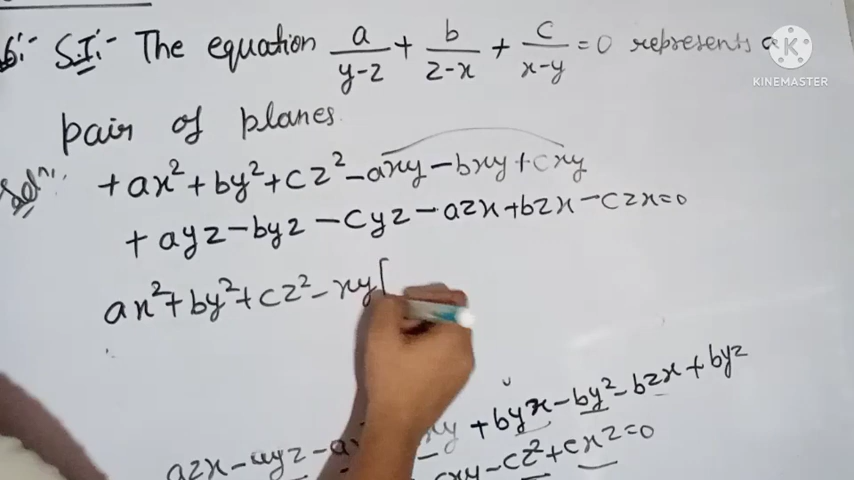 6:- S.T:- The equation a/(y-z) + b/(z-x) + c/(x-y) = 0 represents a
pair of planes.
Solⁿ:- + ax² + by² + cz² - axy - bxy + cxy
+ ayz - byz - cyz - azx + bzx - czx = 0
ax² + by² + cz² - xy[
+ byx - by² - bzx + byz
azx - ayz - xy
cxy - cz² + cxz = 0
K
KINEMASTER